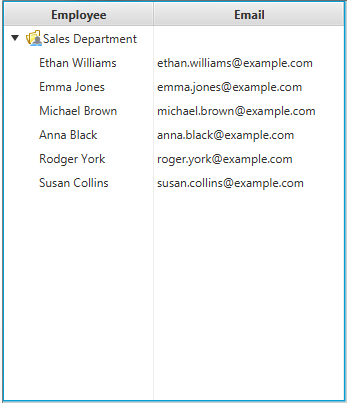 Employee Email
Sales Department
Ethan Williams ethan.williams@example.com
Emma Jones emma.jones@example.com
Michael Brown michael.brown@example.com
Anna Black anna.black@example.com
Rodger York roger.york@example.com
Susan Collins susan.collins@example.com